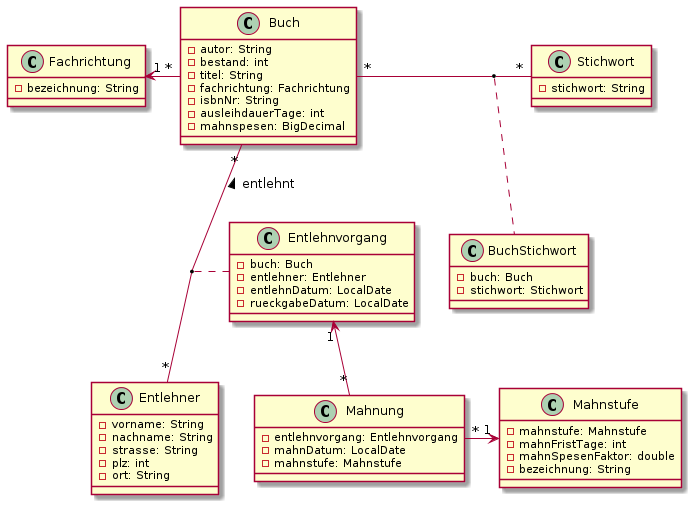 C Buch
autor: String
bestand: int
titel: String
fachrichtung: Fachrichtung
isbnNr: String
ausleihdauerTage: int
mahnspesen: BigDecimal
C Fachrichtung
bezeichnung: String
1 *
* *
C Stichwort
stichwort: String
*
entlehnt
C Entlehnvorgang
buch: Buch
entlehner: Entlehner
entlehnDatum: LocalDate
rueckgabeDatum: LocalDate
C BuchStichwort
buch: Buch
stichwort: Stichwort
1
*
*
C Entlehner
vorname: String
nachname: String
strasse: String
plz: int
ort: String
C Mahnung
entlehnvorgang: Entlehnvorgang
mahnDatum: LocalDate
mahnstufe: Mahnstufe
* 1
C Mahnstufe
mahnstufe: Mahnstufe
mahnFristTage: int
mahnSpesenFaktor: double
bezeichnung: String